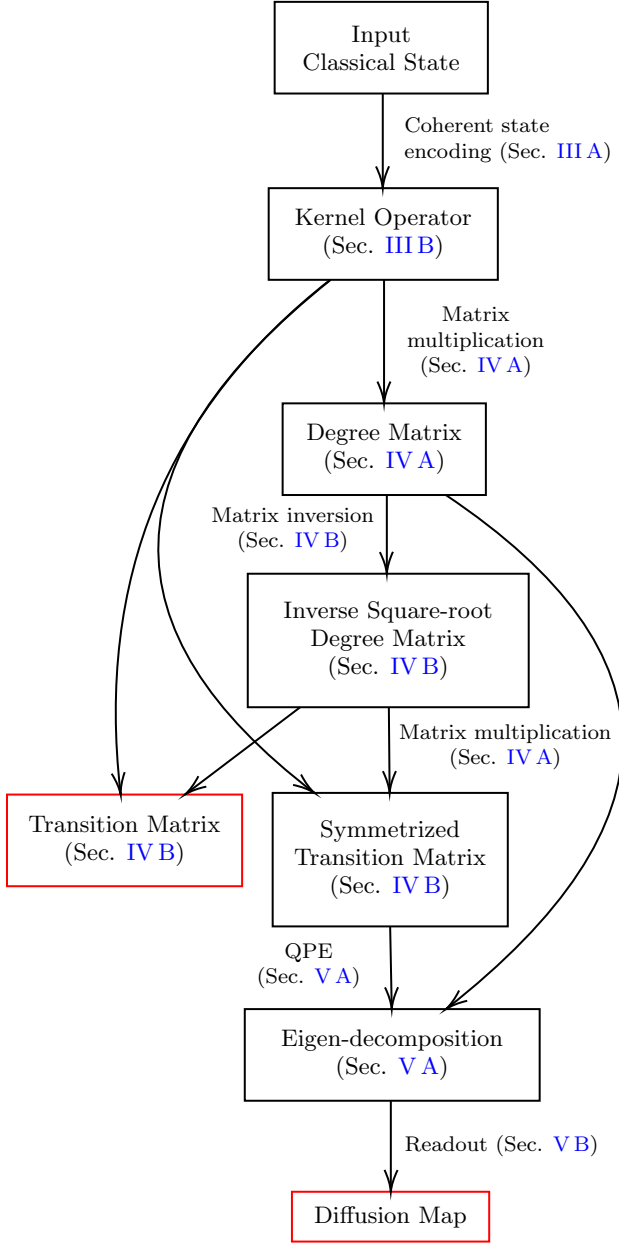 Input
Classical State
Coherent state
encoding (Sec. III A)
Kernel Operator
(Sec. III B)
Matrix
multiplication
(Sec. IV A)
Degree Matrix
(Sec. IV A)
Matrix inversion
(Sec. IV B)
Inverse Square-root
Degree Matrix
(Sec. IV B)
Matrix multiplication
(Sec. IV A)
Transition Matrix
(Sec. IV B)
Symmetrized
Transition Matrix
(Sec. IV B)
QPE
(Sec. V A)
Eigen-decomposition
(Sec. V A)
Readout (Sec. V B)
Diffusion Map